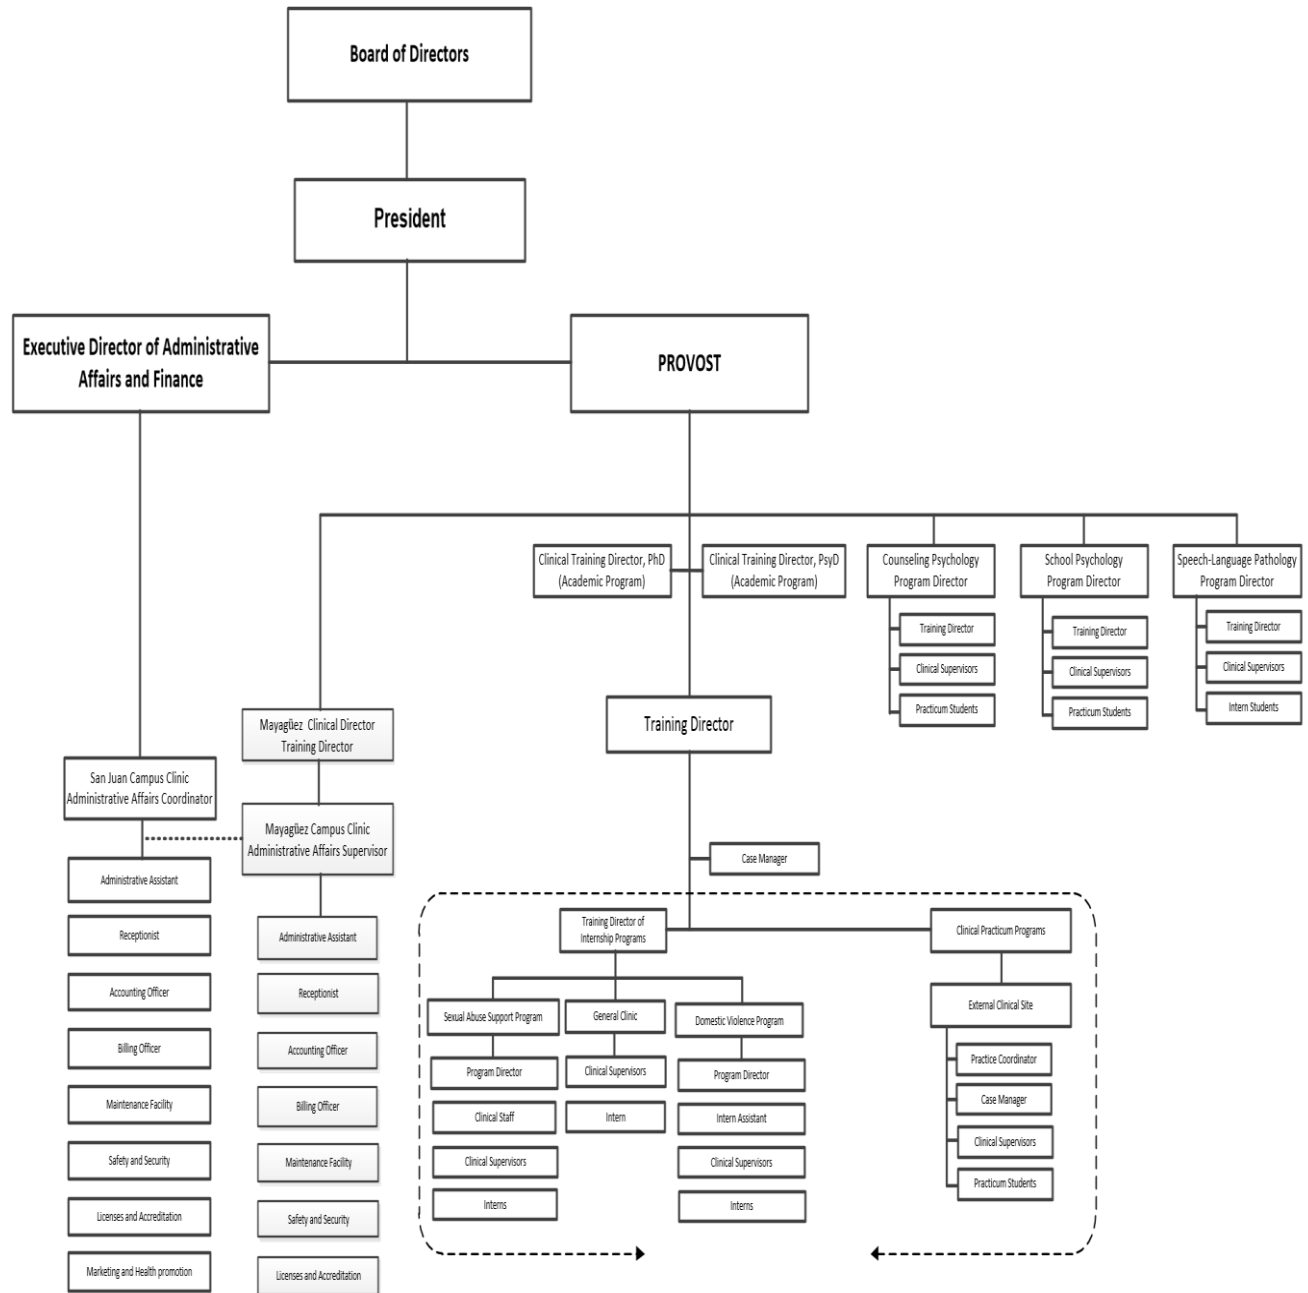 Board of Directors
President
Executive Director of Administrative
Affairs and Finance
PROVOST
Clinical Training Director, PhD
(Academic Program)
Clinical Training Director, PsyD
(Academic Program)
Counseling Psychology
Program Director
Training Director
Clinical Supervisors
Practicum Students
School Psychology
Program Director
Training Director
Clinical Supervisors
Practicum Students
Speech-Language Pathology
Program Director
Training Director
Clinical Supervisors
Intern Students
Training Director
Mayagüez Clinical Director
Training Director
San Juan Campus Clinic
Administrative Affairs Coordinator
Mayagüez Campus Clinic
Administrative Affairs Supervisor
Administrative Assistant
Receptionist
Accounting Officer
Billing Officer
Maintenance Facility
Safety and Security
Licenses and Accreditation
Marketing and Health promotion
Administrative Assistant
Receptionist
Accounting Officer
Billing Officer
Maintenance Facility
Safety and Security
Licenses and Accreditation
Case Manager
Training Director of
Internship Programs
Clinical Practicum Programs
Sexual Abuse Support Program
Program Director
Clinical Staff
Clinical Supervisors
Interns
General Clinic
Clinical Supervisors
Intern
Domestic Violence Program
Program Director
Intern Assistant
Clinical Supervisors
Interns
External Clinical Site
Practice Coordinator
Case Manager
Clinical Supervisors
Practicum Students